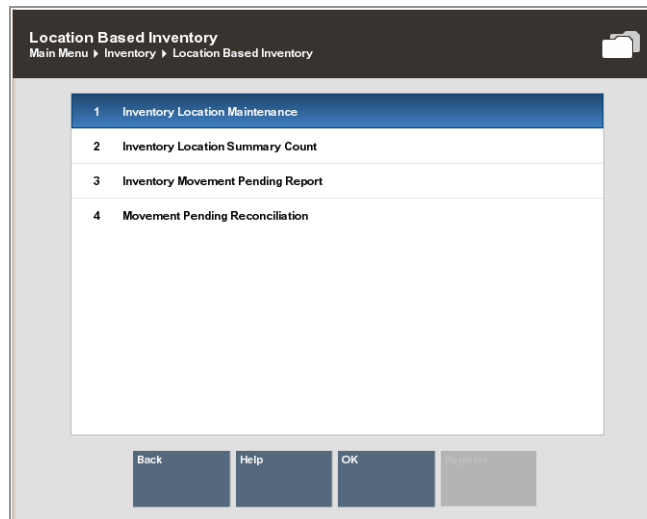 Location Based Inventory
Main Menu ▸ Inventory ▸ Location Based Inventory
1 Inventory Location Maintenance
2 Inventory Location Summary Count
3 Inventory Movement Pending Report
4 Movement Pending Reconciliation
Back Help OK Register